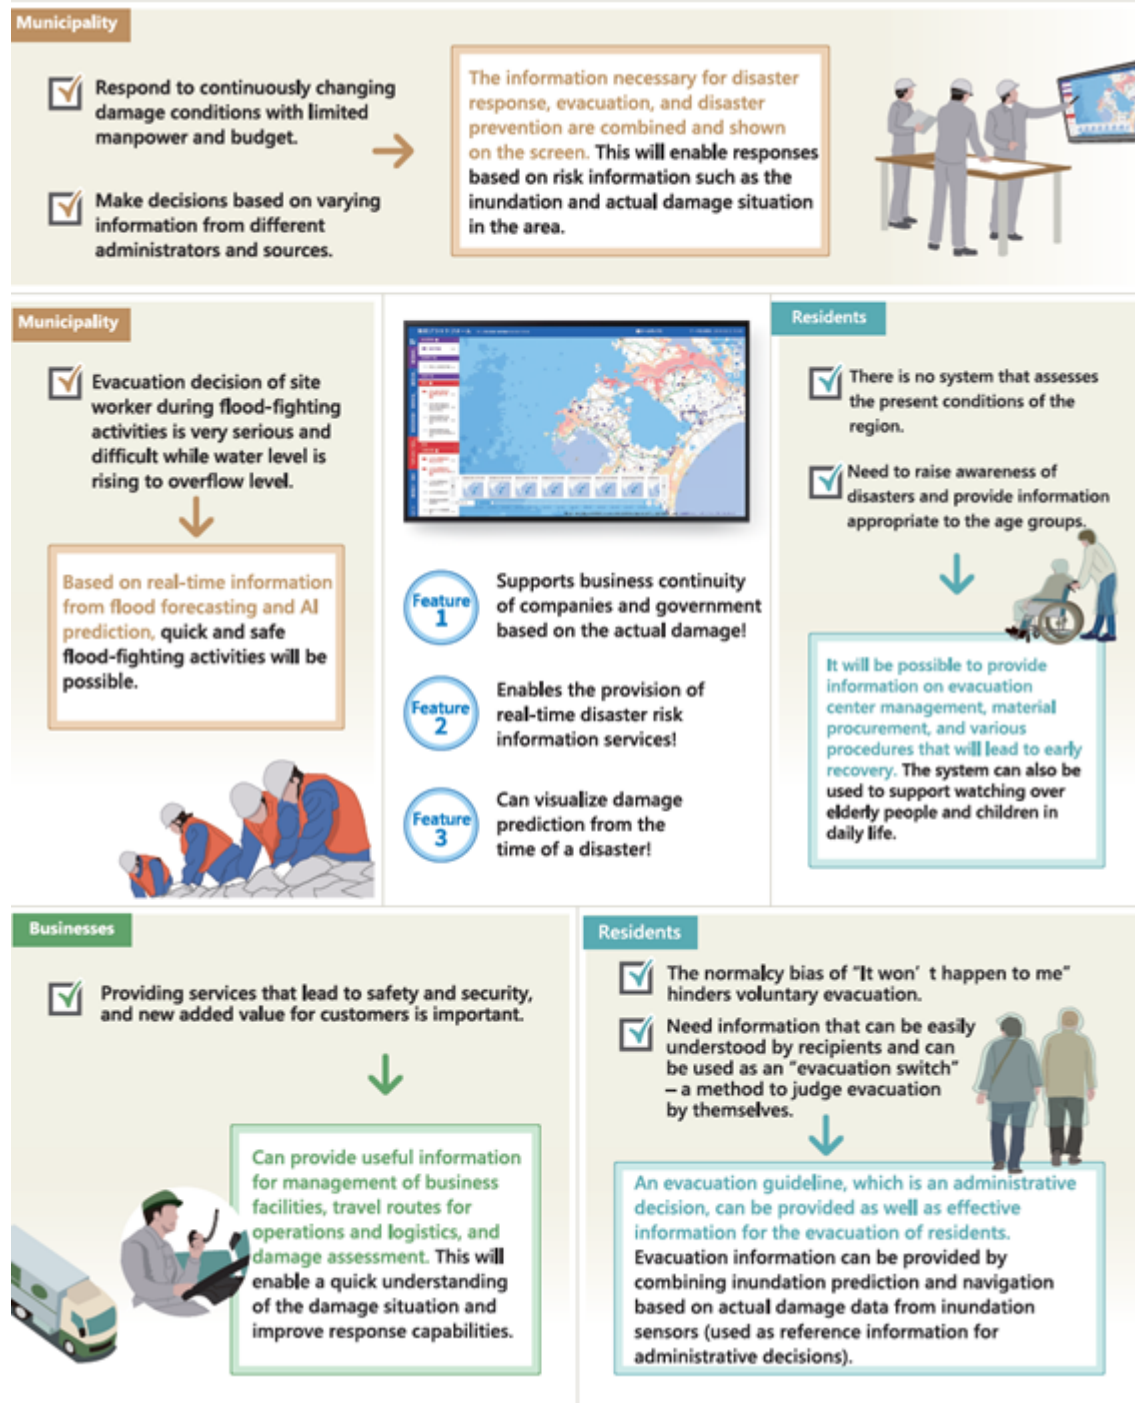 Municipality
Respond to continuously changing
damage conditions with limited
manpower and budget.
Make decisions based on varying
information from different
administrators and sources.
The information necessary for disaster
response, evacuation, and disaster
prevention are combined and shown
on the screen. This will enable responses
based on risk information such as the
inundation and actual damage situation
in the area.
Municipality
Evacuation decision of site
worker during flood-fighting
activities is very serious and
difficult while water level is
rising to overflow level.
Based on real-time information
from flood forecasting and AI
prediction, quick and safe
flood-fighting activities will be
possible.
Feature
1
Supports business continuity
of companies and government
based on the actual damage!
Feature
2
Enables the provision of
real-time disaster risk
information services!
Feature
3
Can visualize damage
prediction from the
time of a disaster!
Residents
There is no system that assesses
the present conditions of the
region.
Need to raise awareness of
disasters and provide information
appropriate to the age groups.
It will be possible to provide
information on evacuation
center management, material
procurement, and various
procedures that will lead to early
recovery. The system can also be
used to support watching over
elderly people and children in
daily life.
Businesses
Providing services that lead to safety and security,
and new added value for customers is important.
Can provide useful information
for management of business
facilities, travel routes for
operations and logistics, and
damage assessment. This will
enable a quick understanding
of the damage situation and
improve response capabilities.
Residents
The normalcy bias of "It won' t happen to me"
hinders voluntary evacuation.
Need information that can be easily
understood by recipients and can
be used as an "evacuation switch"
– a method to judge evacuation
by themselves.
An evacuation guideline, which is an administrative
decision, can be provided as well as effective
information for the evacuation of residents.
Evacuation information can be provided by
combining inundation prediction and navigation
based on actual damage data from inundation
sensors (used as reference information for
administrative decisions).